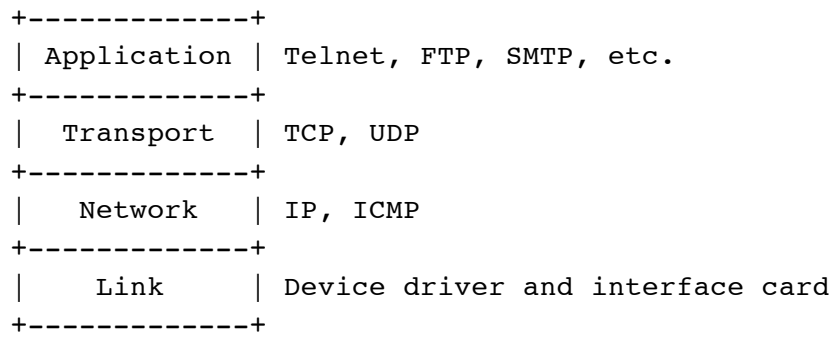 +-------------+
| Application | Telnet, FTP, SMTP, etc.
+-------------+
|  Transport  | TCP, UDP
+-------------+
|   Network   | IP, ICMP
+-------------+
|    Link     | Device driver and interface card
+-------------+